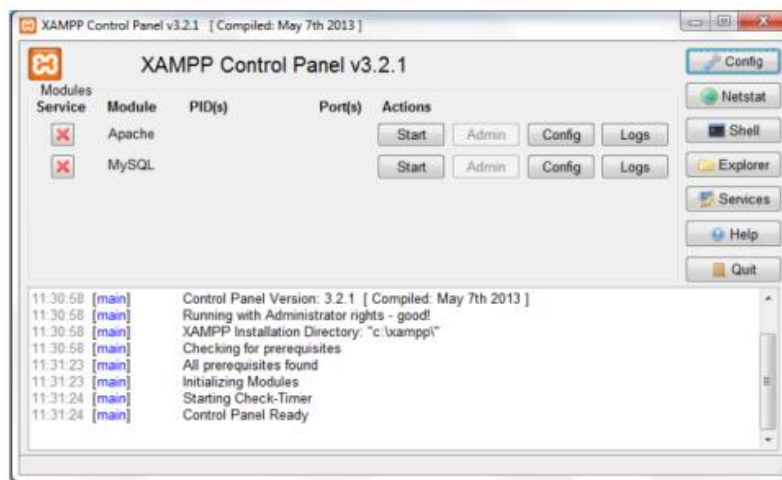 XAMPP Control Panel v3.2.1 [ Compiled: May 7th 2013 ]
XAMPP Control Panel v3.2.1
Config
Modules
Service Module PID(s) Port(s) Actions
Netstat
Apache Start Admin Config Logs
Shell
MySQL Start Admin Config Logs
Explorer
Services
Help
Quit
11:30:58 [main] Control Panel Version: 3.2.1 [ Compiled: May 7th 2013 ]
11:30:58 [main] Running with Administrator rights - good!
11:30:58 [main] XAMPP Installation Directory: "c:\xampp\"
11:30:58 [main] Checking for prerequisites
11:31:23 [main] All prerequisites found
11:31:23 [main] Initializing Modules
11:31:24 [main] Starting Check-Timer
11:31:24 [main] Control Panel Ready